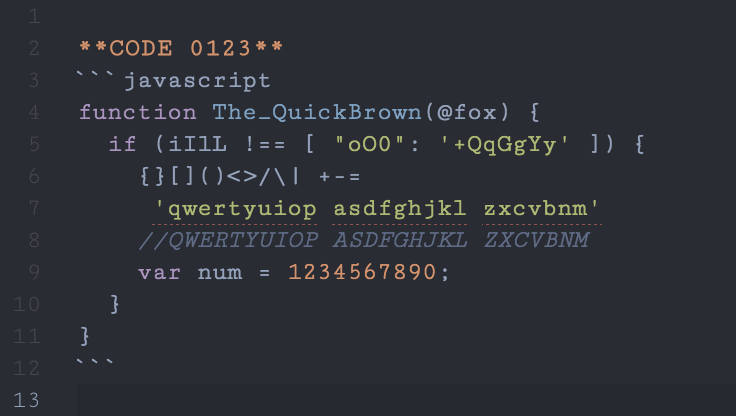 1
2 **CODE 0123**
3 ```javascript
4 function The_QuickBrown(@fox) {
5   if (iIlL !== [ "oO0": '+QqGgYy' ]) {
6     {}[]()<>/\| +-=
7      'qwertyuiop asdfghjkl zxcvbnm'
8     //QWERTYUIOP ASDFGHJKL ZXCVBNM
9     var num = 1234567890;
10   }
11 }
12 ```
13